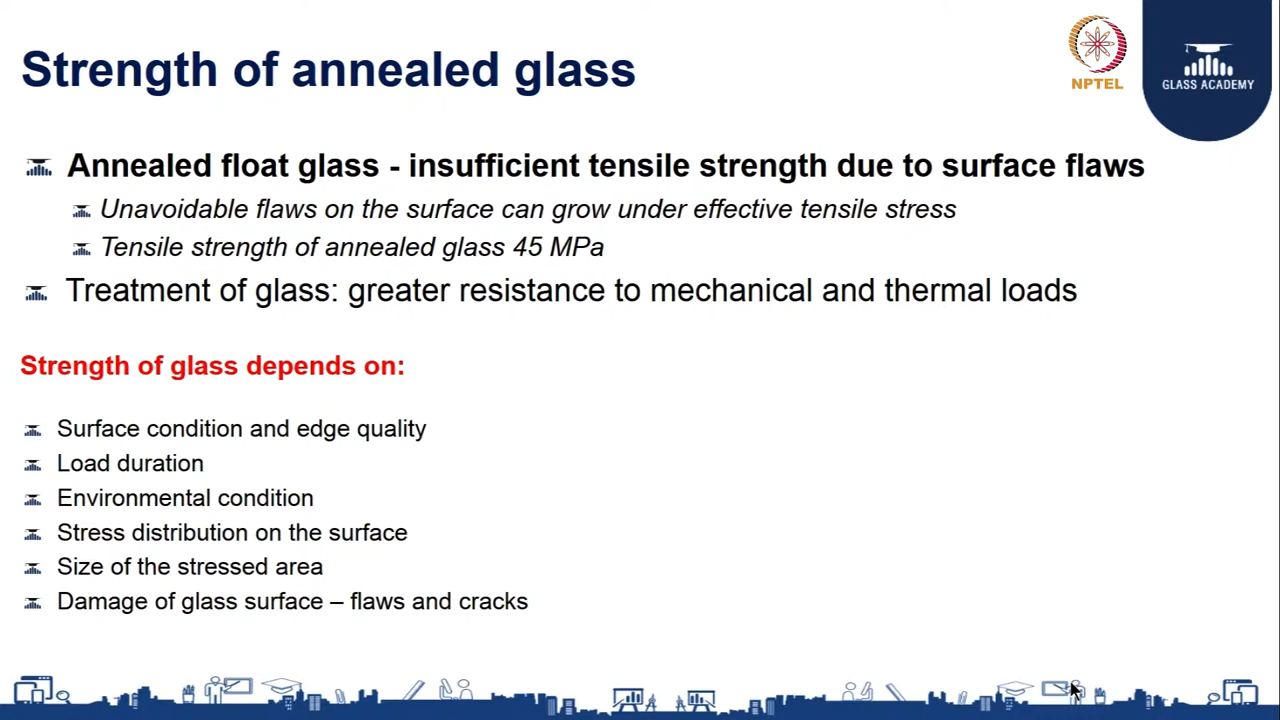 Strength of annealed glass
NPTEL
GLASS ACADEMY
Annealed float glass - insufficient tensile strength due to surface flaws
Unavoidable flaws on the surface can grow under effective tensile stress
Tensile strength of annealed glass 45 MPa
Treatment of glass: greater resistance to mechanical and thermal loads
Strength of glass depends on:
Surface condition and edge quality
Load duration
Environmental condition
Stress distribution on the surface
Size of the stressed area
Damage of glass surface – flaws and cracks